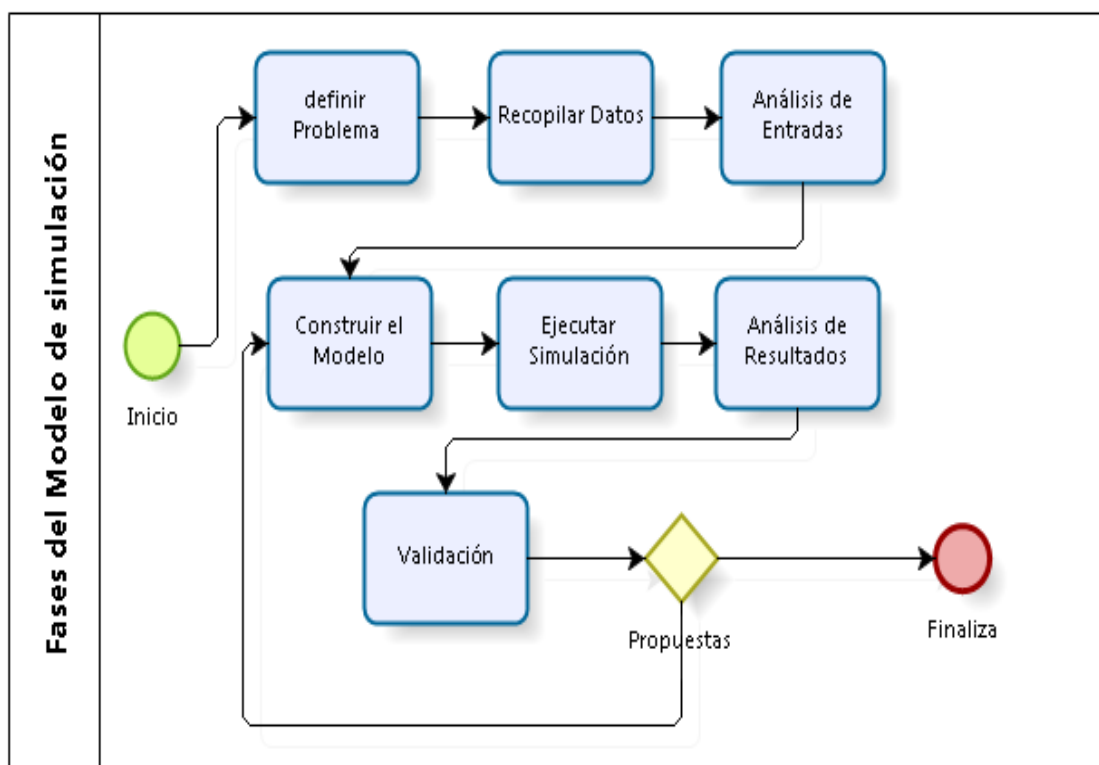 Fases del Modelo de simulación
definir
Problema
Recopilar Datos
Análisis de
Entradas
Construir el
Modelo
Ejecutar
Simulación
Análisis de
Resultados
Inicio
Validación
Propuestas
Finaliza